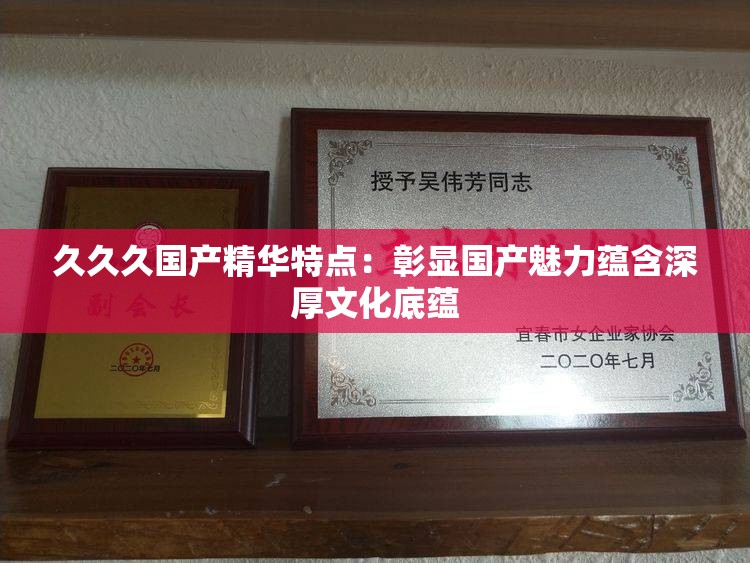 授予吴伟芳同志
久久久国产精华特点：彰显国产魅力蕴含深
厚文化底蕴
副会长
宜春市女企业家协会
二〇二〇年七月
二〇二〇年七月